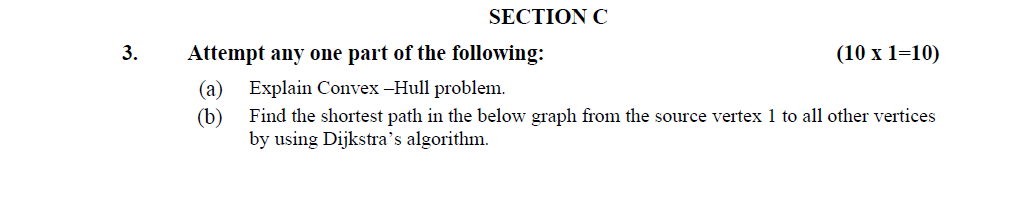 SECTION C
3. Attempt any one part of the following: (10 x 1=10)
(a) Explain Convex –Hull problem.
(b) Find the shortest path in the below graph from the source vertex 1 to all other vertices
by using Dijkstra’s algorithm.